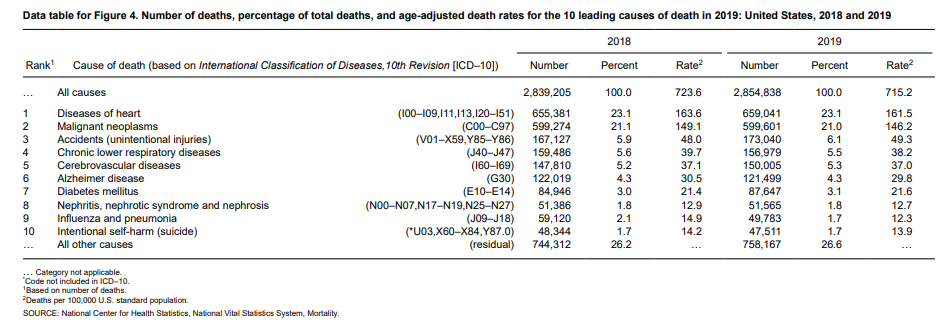 Data table for Figure 4. Number of deaths, percentage of total deaths, and age-adjusted death rates for the 10 leading causes of death in 2019: United States, 2018 and 2019
2018 2019
Rank¹ Cause of death (based on International Classification of Diseases,10th Revision [ICD–10]) Number Percent Rate² Number Percent Rate²
… All causes 2,839,205 100.0 723.6 2,854,838 100.0 715.2
1 Diseases of heart (I00–I09,I11,I13,I20–I51) 655,381 23.1 163.6 659,041 23.1 161.5
2 Malignant neoplasms (C00–C97) 599,274 21.1 149.1 599,601 21.0 146.2
3 Accidents (unintentional injuries) (V01–X59,Y85–Y86) 167,127 5.9 48.0 173,040 6.1 49.3
4 Chronic lower respiratory diseases (J40–J47) 159,486 5.6 39.7 156,979 5.5 38.2
5 Cerebrovascular diseases (I60–I69) 147,810 5.2 37.1 150,005 5.3 37.0
6 Alzheimer disease (G30) 122,019 4.3 30.5 121,499 4.3 29.8
7 Diabetes mellitus (E10–E14) 84,946 3.0 21.4 87,647 3.1 21.6
8 Nephritis, nephrotic syndrome and nephrosis (N00–N07,N17–N19,N25–N27) 51,386 1.8 12.9 51,565 1.8 12.7
9 Influenza and pneumonia (J09–J18) 59,120 2.1 14.9 49,783 1.7 12.3
10 Intentional self-harm (suicide) (*U03,X60–X84,Y87.0) 48,344 1.7 14.2 47,511 1.7 13.9
… All other causes (residual) 744,312 26.2 … 758,167 26.6 …
… Category not applicable.
*Code not included in ICD–10.
¹Based on number of deaths.
²Deaths per 100,000 U.S. standard population.
SOURCE: National Center for Health Statistics, National Vital Statistics System, Mortality.